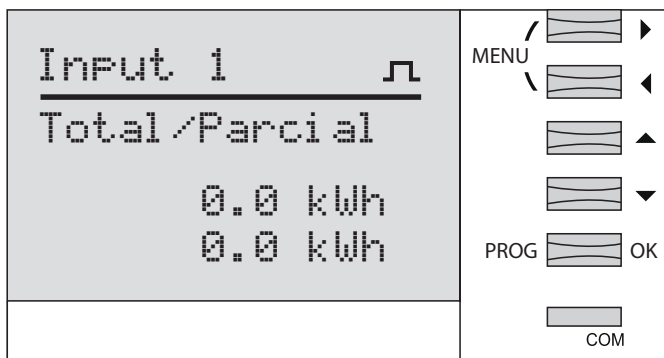 Input 1
Total/Parcial
0.0 kWh
0.0 kWh
MENU
PROG
OK
COM